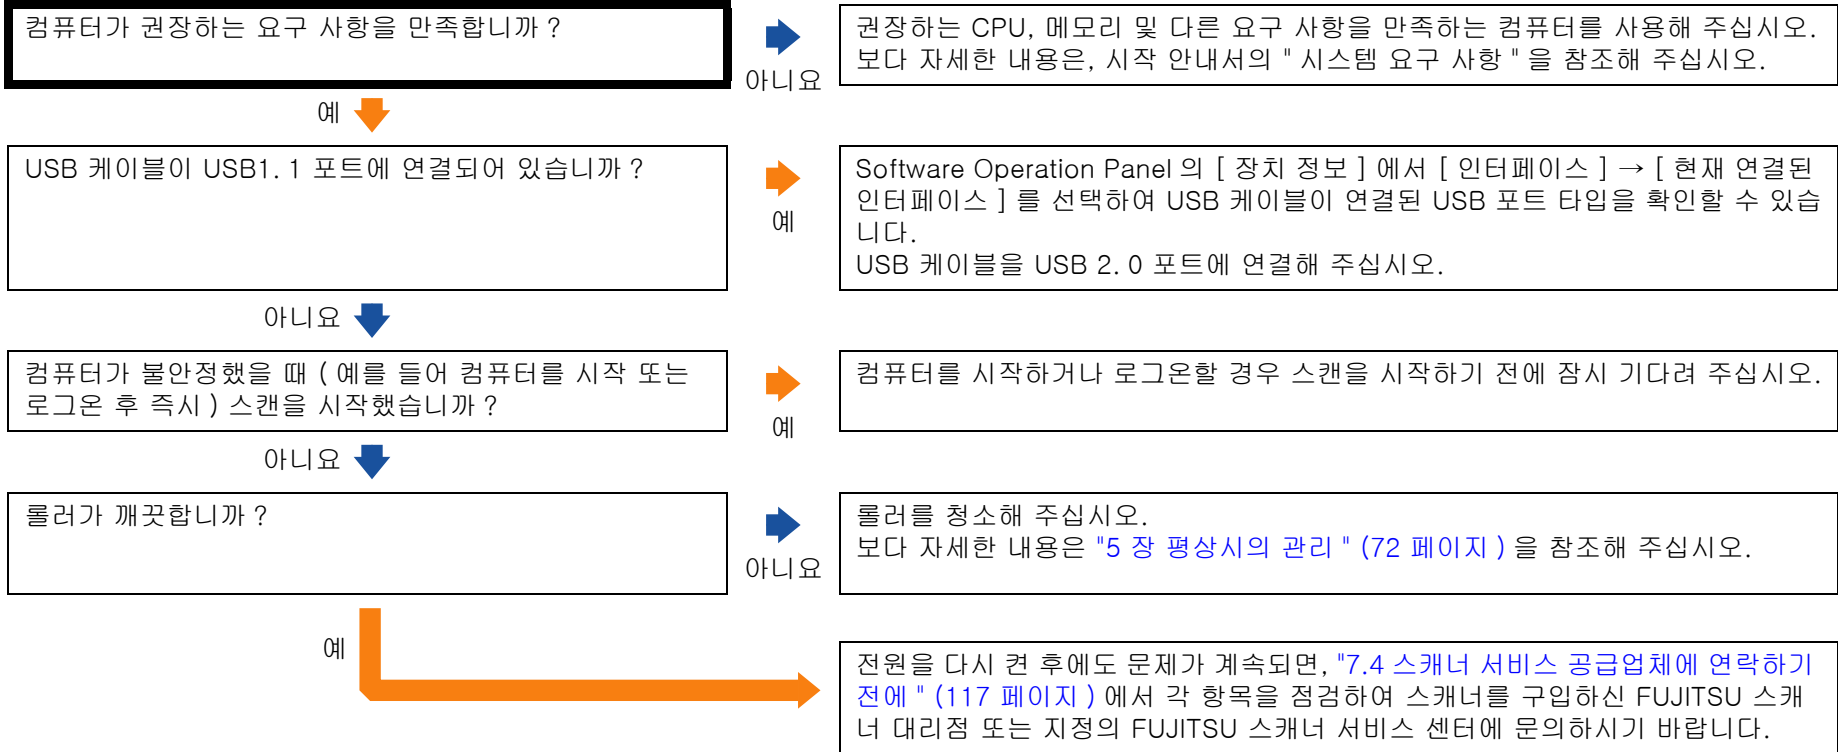 컴퓨터가 권장하는 요구 사항을 만족합니까 ?
아니요
권장하는 CPU, 메모리 및 다른 요구 사항을 만족하는 컴퓨터를 사용해 주십시오.
보다 자세한 내용은, 시작 안내서의 " 시스템 요구 사항 " 을 참조해 주십시오.
예
USB 케이블이 USB1. 1 포트에 연결되어 있습니까 ?
예
Software Operation Panel 의 [ 장치 정보 ] 에서 [ 인터페이스 ] → [ 현재 연결된
인터페이스 ] 를 선택하여 USB 케이블이 연결된 USB 포트 타입을 확인할 수 있습
니다.
USB 케이블을 USB 2. 0 포트에 연결해 주십시오.
아니요
컴퓨터가 불안정했을 때 ( 예를 들어 컴퓨터를 시작 또는
로그온 후 즉시 ) 스캔을 시작했습니까 ?
예
컴퓨터를 시작하거나 로그온할 경우 스캔을 시작하기 전에 잠시 기다려 주십시오.
아니요
롤러가 깨끗합니까 ?
아니요
롤러를 청소해 주십시오.
보다 자세한 내용은 "5 장 평상시의 관리 " (72 페이지 ) 을 참조해 주십시오.
예
전원을 다시 켠 후에도 문제가 계속되면, "7.4 스캐너 서비스 공급업체에 연락하기
전에 " (117 페이지 ) 에서 각 항목을 점검하여 스캐너를 구입하신 FUJITSU 스캐
너 대리점 또는 지정의 FUJITSU 스캐너 서비스 센터에 문의하시기 바랍니다.